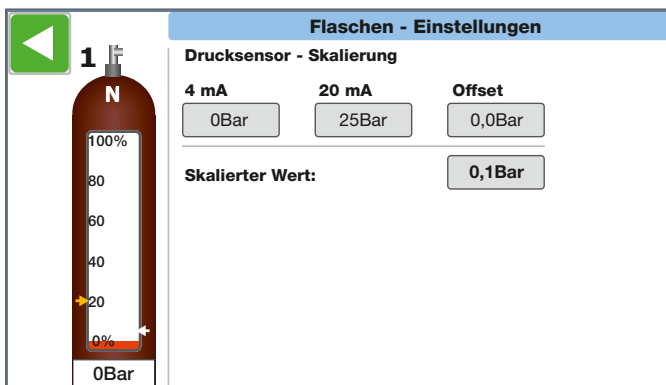 Flaschen - Einstellungen
1
N
100%
80
60
40
20
0%
0Bar
Drucksensor - Skalierung
4 mA 20 mA Offset
0Bar 25Bar 0,0Bar
Skalierter Wert: 0,1Bar